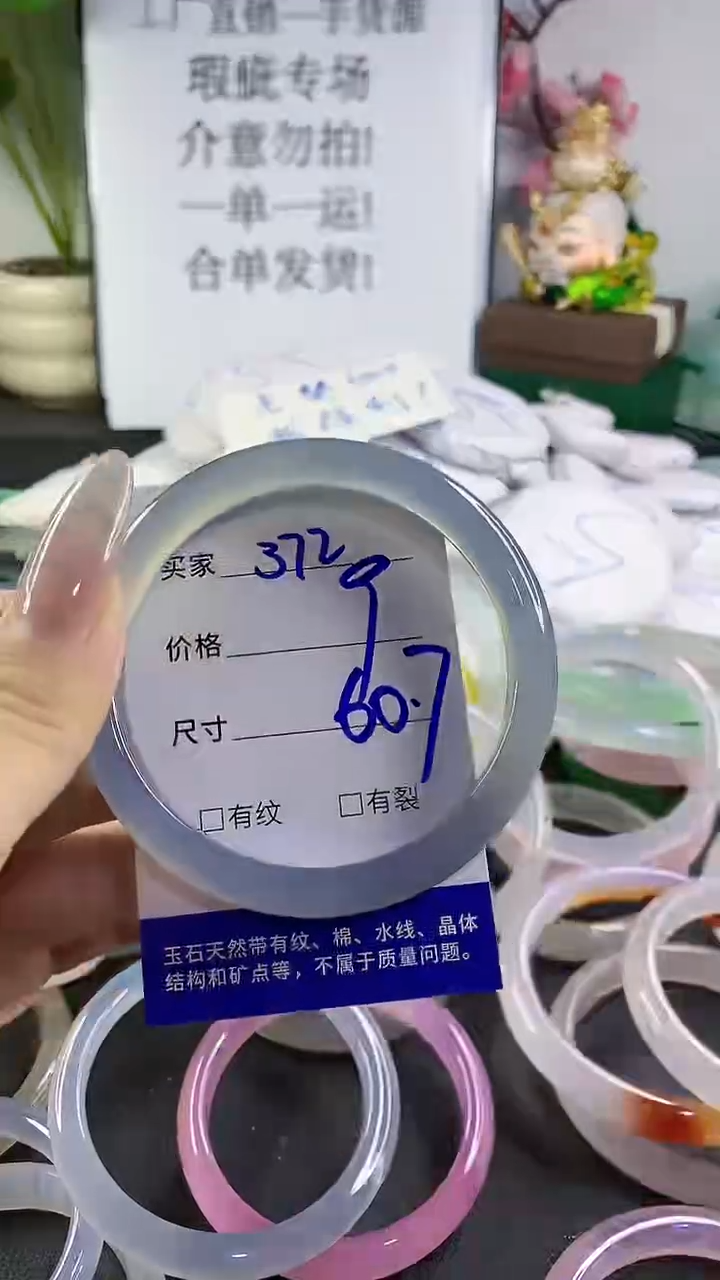 工厂直销一手货源
瑕疵专场
介意勿拍!
一单一运!
合单发货!
买家 372
价格
尺寸 60.7
□有纹 □有裂
玉石天然带有纹、棉、水线、晶体
结构和矿点等，不属于质量问题。